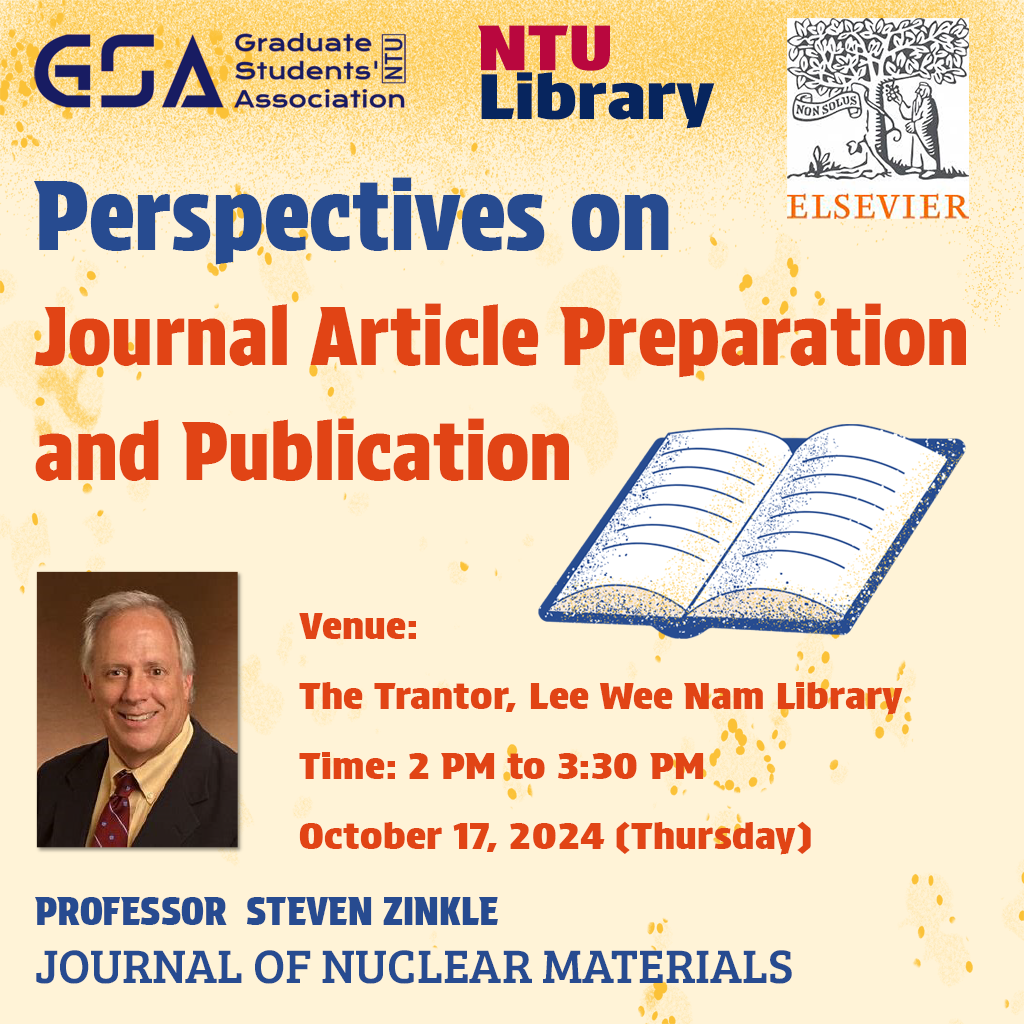 GSA
Graduate
Students'
Association
NTU
NTU
Library
NON SOLUS
ELSEVIER
Perspectives on
Journal Article Preparation
and Publication
Venue:
The Trantor, Lee Wee Nam Library
Time: 2 PM to 3:30 PM
October 17, 2024 (Thursday)
PROFESSOR STEVEN ZINKLE
JOURNAL OF NUCLEAR MATERIALS